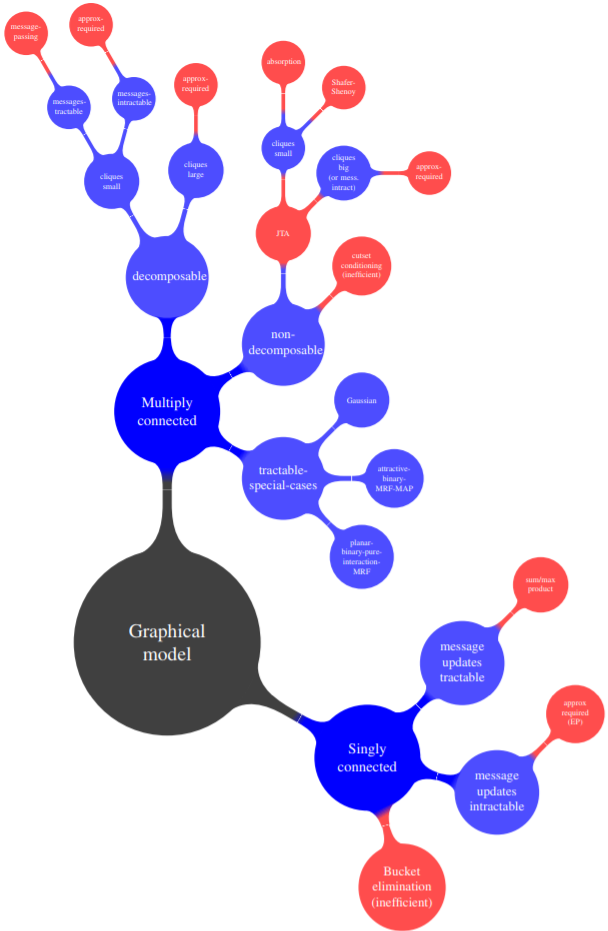 message-
passing
approx-
required
messages-
tractable
messages-
intractable
approx-
required
cliques
small
cliques
large
decomposable
absorption
Shafer-
Shenoy
cliques
small
cliques
big
(or mess.
intract)
approx-
required
JTA
cutset
conditioning
(inefficient)
non-
decomposable
Multiply
connected
Gaussian
tractable-
special-cases
attractive-
binary-
MRF-MAP
planar-
binary-pure-
interaction-
MRF
Graphical
model
sum/max
product
message
updates
tractable
approx
required
(EP)
Singly
connected
message
updates
intractable
Bucket
elimination
(inefficient)